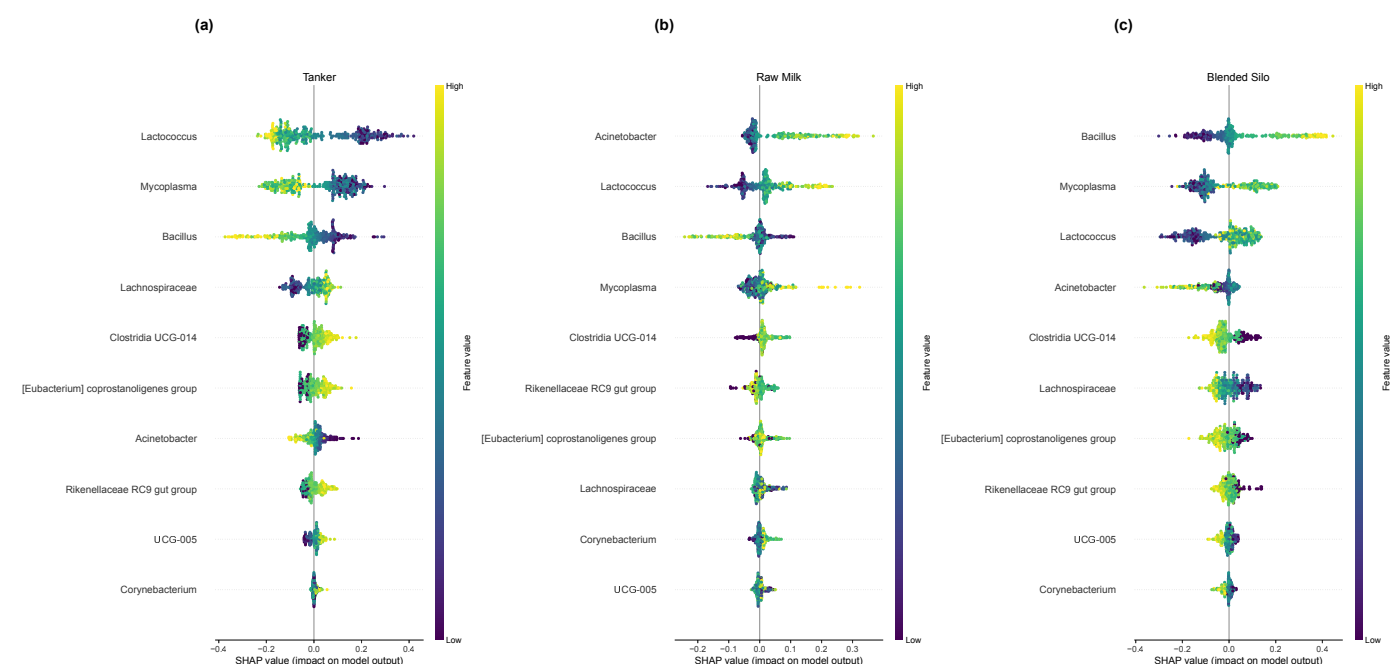 (a)
Tanker
High
Lactococcus
Mycoplasma
Bacillus
Lachnospiraceae
Clostridia UCG-014
[Eubacterium] coprostanoligenes group
Acinetobacter
Rikenellaceae RC9 gut group
UCG-005
Corynebacterium
Feature value
Low
−0.4 −0.2 0.0 0.2 0.4
SHAP value (impact on model output)
(b)
Raw Milk
High
Acinetobacter
Lactococcus
Bacillus
Mycoplasma
Clostridia UCG-014
Rikenellaceae RC9 gut group
[Eubacterium] coprostanoligenes group
Lachnospiraceae
Corynebacterium
UCG-005
Feature value
Low
−0.2 −0.1 0.0 0.1 0.2 0.3
SHAP value (impact on model output)
(c)
Blended Silo
High
Bacillus
Mycoplasma
Lactococcus
Acinetobacter
Clostridia UCG-014
Lachnospiraceae
[Eubacterium] coprostanoligenes group
Rikenellaceae RC9 gut group
UCG-005
Corynebacterium
Feature value
Low
−0.4 −0.2 0.0 0.2 0.4
SHAP value (impact on model output)